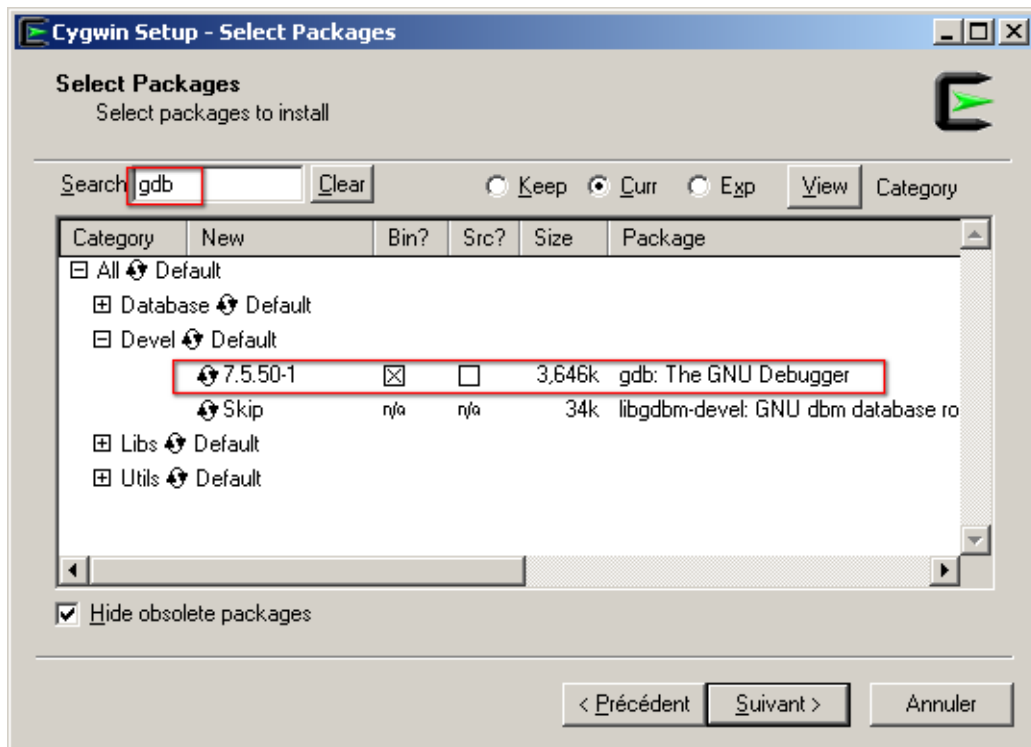 Cygwin Setup - Select Packages
Select Packages
Select packages to install
Search gdb Clear Keep Curr Exp View Category
Category New Bin? Src? Size Package
All Default
Database Default
Devel Default
7.5.50-1 3,646k gdb: The GNU Debugger
Skip n/a n/a 34k libgdbm-devel: GNU dbm database ro
Libs Default
Utils Default
Hide obsolete packages
< Précédent Suivant > Annuler